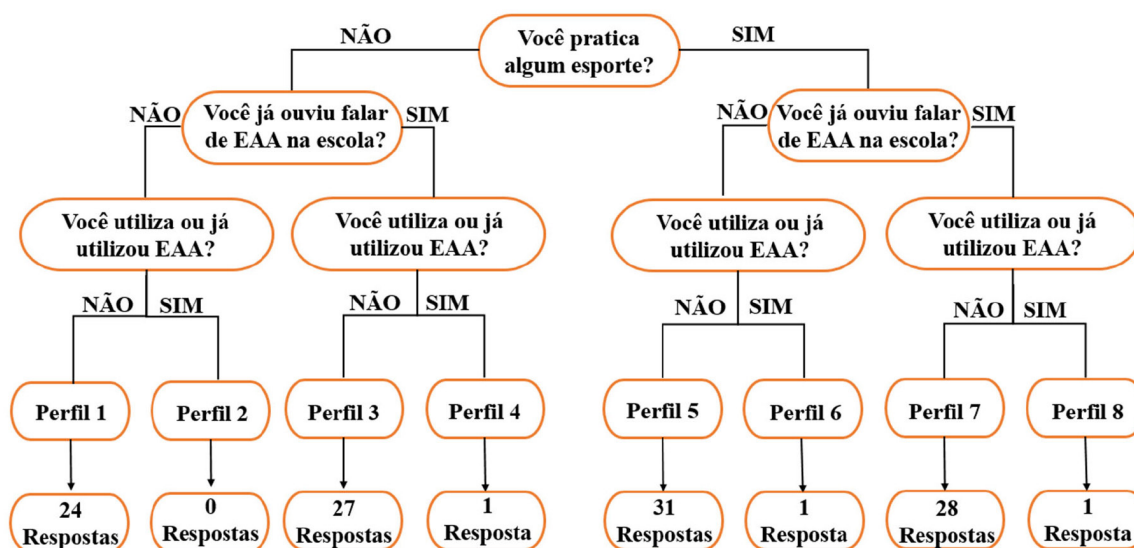 Você pratica
algum esporte?
NÃO
SIM
Você já ouviu falar
de EAA na escola?
NÃO
SIM
Você já ouviu falar
de EAA na escola?
NÃO
SIM
Você utiliza ou já
utilizou EAA?
Você utiliza ou já
utilizou EAA?
Você utiliza ou já
utilizou EAA?
Você utiliza ou já
utilizou EAA?
NÃO
SIM
NÃO
SIM
NÃO
SIM
NÃO
SIM
Perfil 1
Perfil 2
Perfil 3
Perfil 4
Perfil 5
Perfil 6
Perfil 7
Perfil 8
24
Respostas
0
Respostas
27
Respostas
1
Resposta
31
Respostas
1
Resposta
28
Respostas
1
Resposta